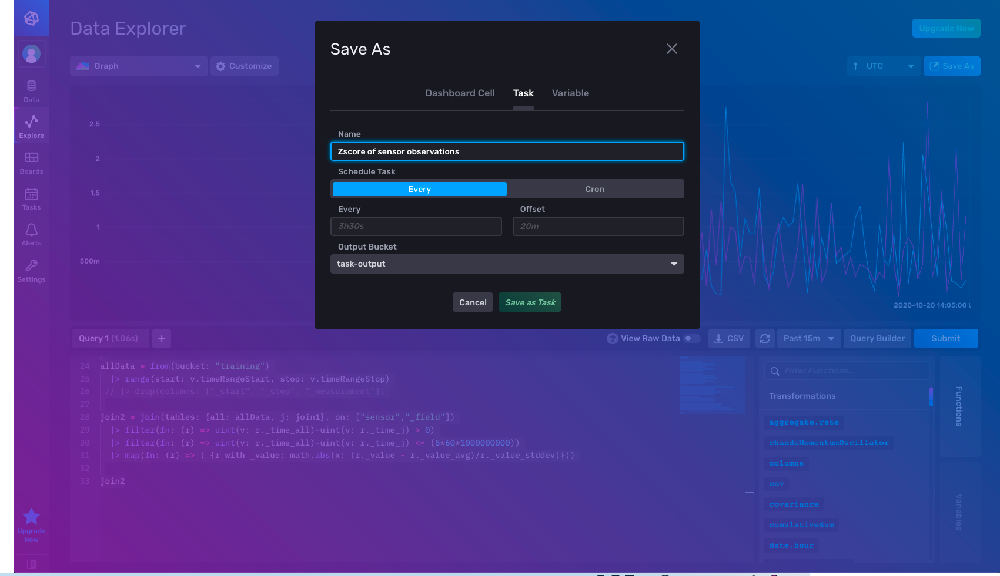 Data Explorer
Upgrade Now
Graph
Customize
UTC
Save As
Data
Explore
Boards
Tasks
Alerts
Settings
Upgrade
Now
2.5
2
1.5
1
500m
2020-10-20 14:05:00
Save As
Dashboard Cell Task Variable
Name
Zscore of sensor observations
Schedule Task
Every Cron
Every Offset
3h30s 20m
Output Bucket
task-output
Cancel Save as Task
Query 1 (1.06s) +
? View Raw Data CSV Past 15m Query Builder Submit
24 allData = from(bucket: "training")
25 |> range(start: v.timeRangeStart, stop: v.timeRangeStop)
26 // |> drop(columns: ["_start", "_stop", "_measurement"])
27
28 join2 = join(tables: {all: allData, j: join1}, on: ["sensor","_field"])
29 |> filter(fn: (r) => uint(v: r._time_all)-uint(v: r._time_j) > 0)
30 |> filter(fn: (r) => uint(v: r._time_all)-uint(v: r._time_j) <= (5*60*1000000000))
31 |> map(fn: (r) => ( {r with _value: math.abs(x: (r._value - r._value_avg)/r._value_stddev)}))
32
33 join2
Filter Functions...
Transformations
aggregate.rate
chandeMomentumOscillator
columns
cov
covariance
cumulativeSum
date.hour
Functions
Variables